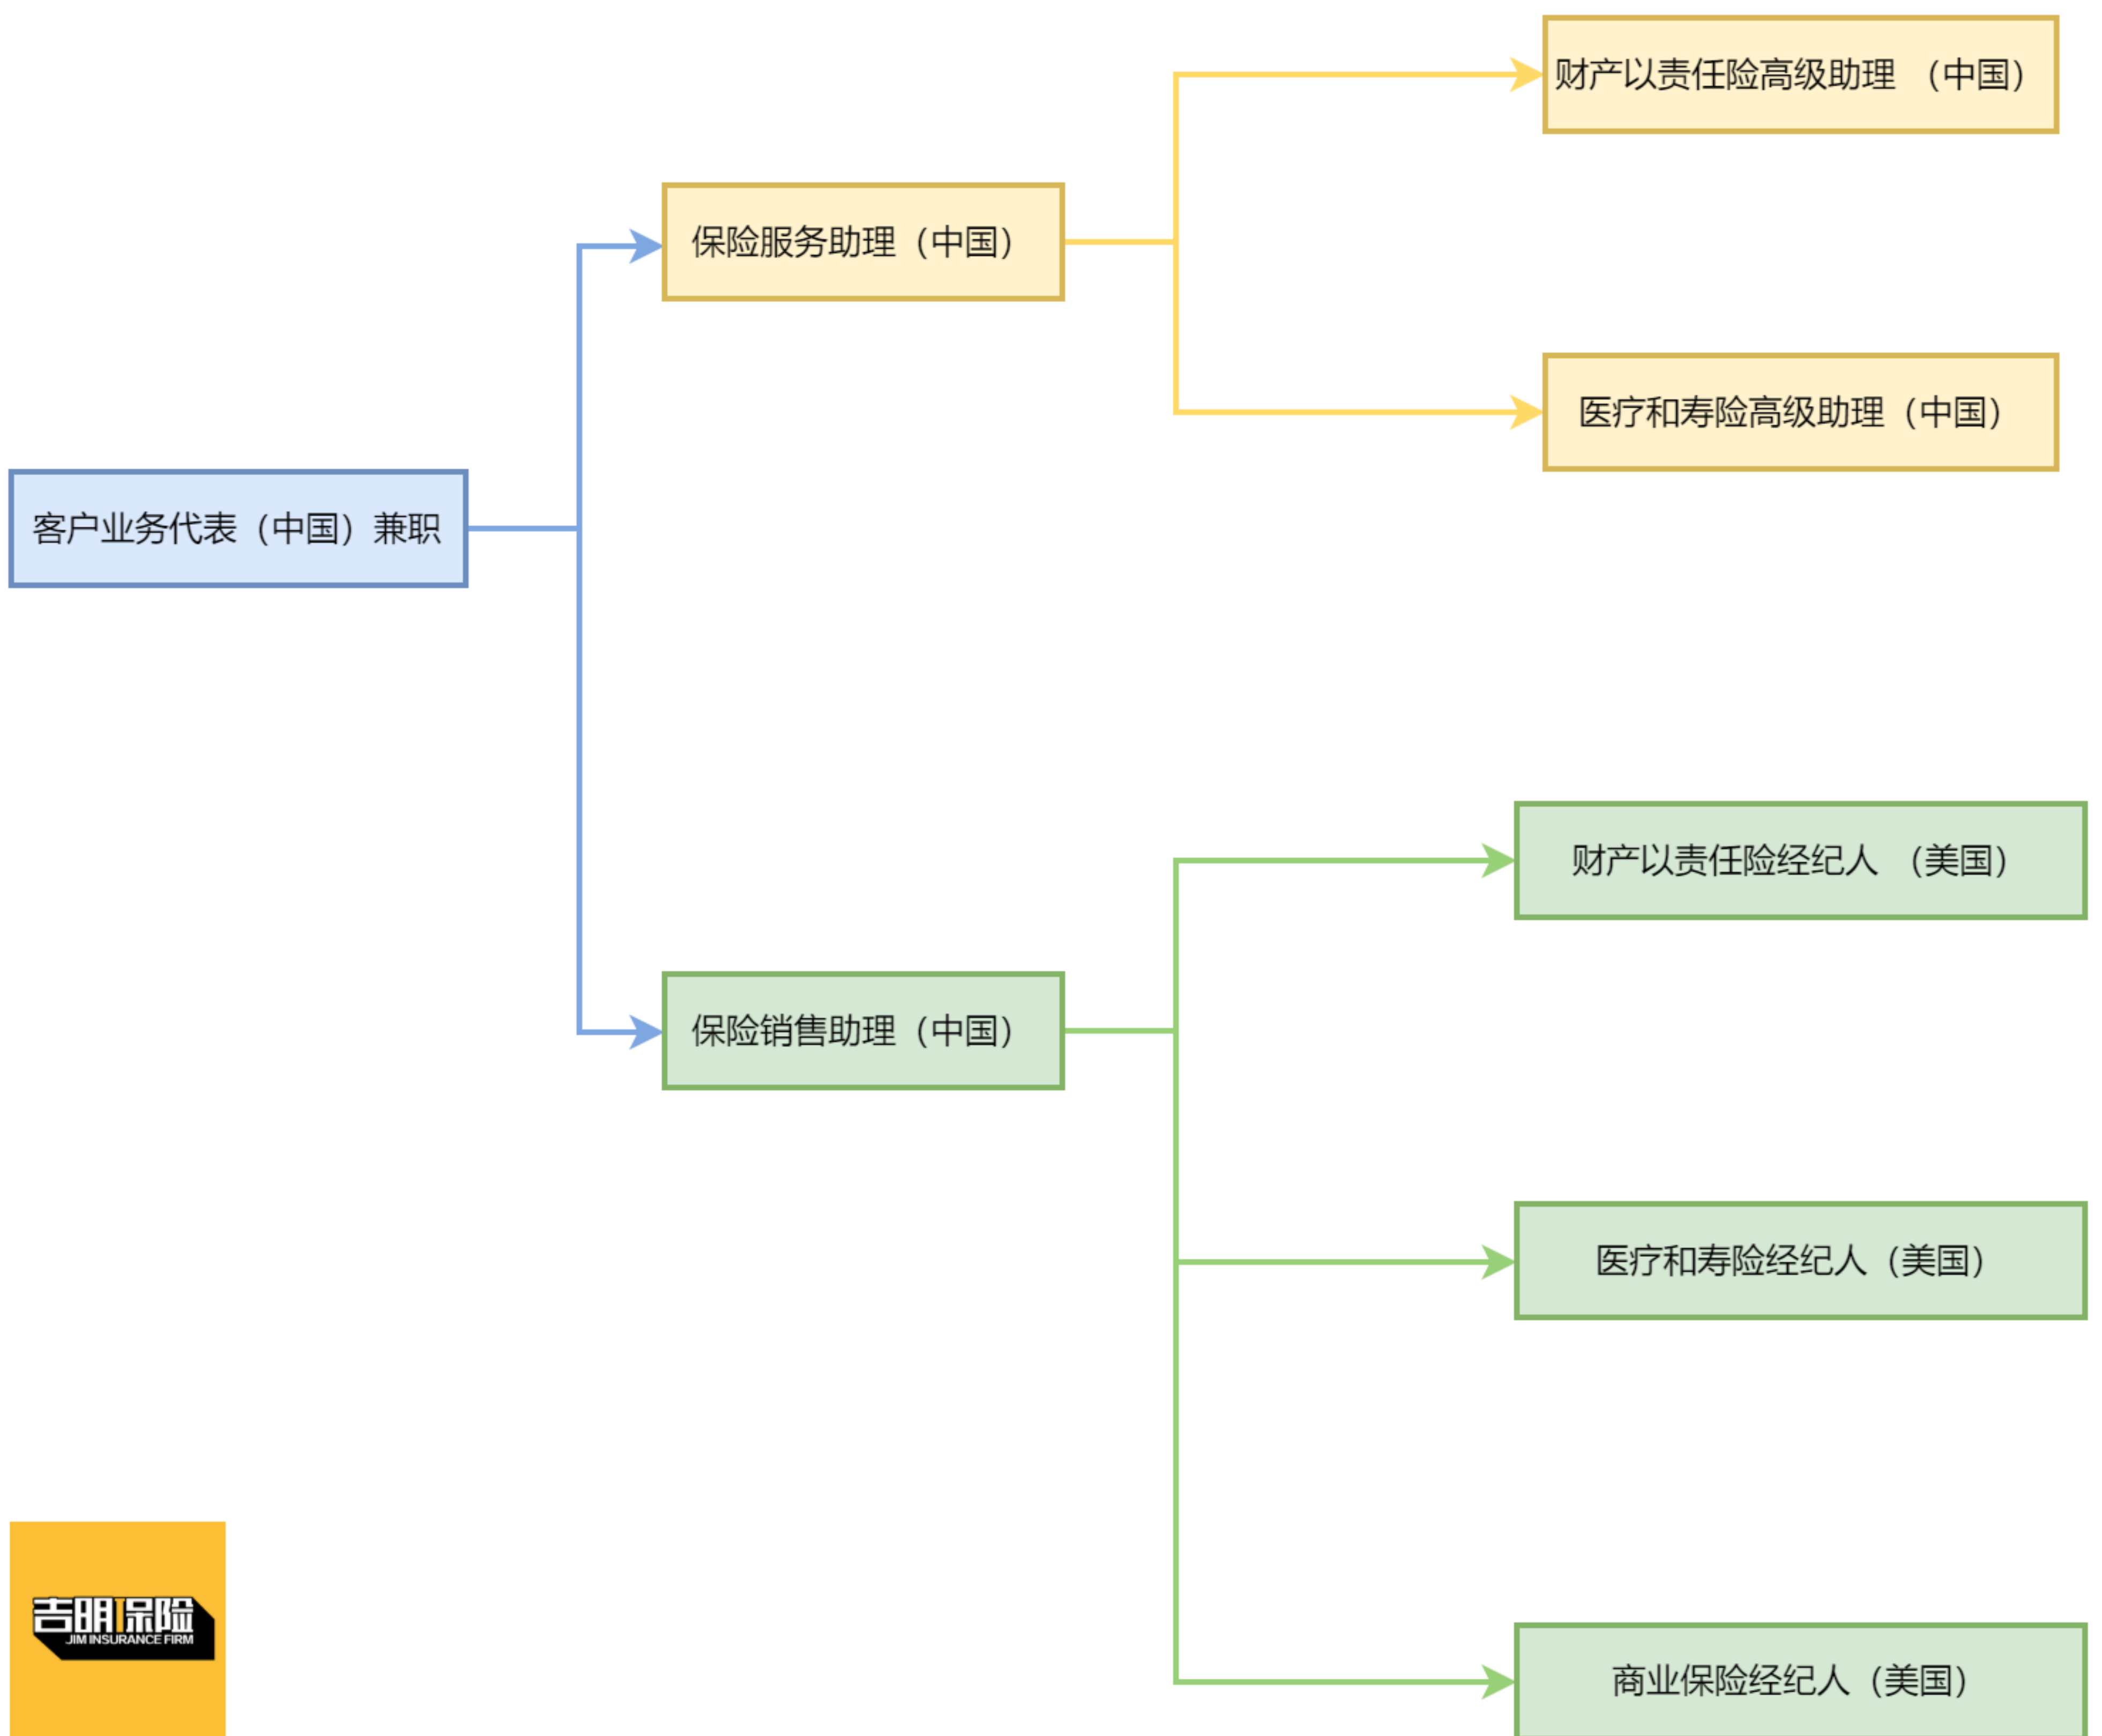 财产以责任险高级助理 （中国）
保险服务助理（中国）
医疗和寿险高级助理（中国）
客户业务代表（中国）兼职
财产以责任险经纪人 （美国）
保险销售助理（中国）
医疗和寿险经纪人（美国）
商业保险经纪人（美国）
吉明保险
JIM INSURANCE FIRM